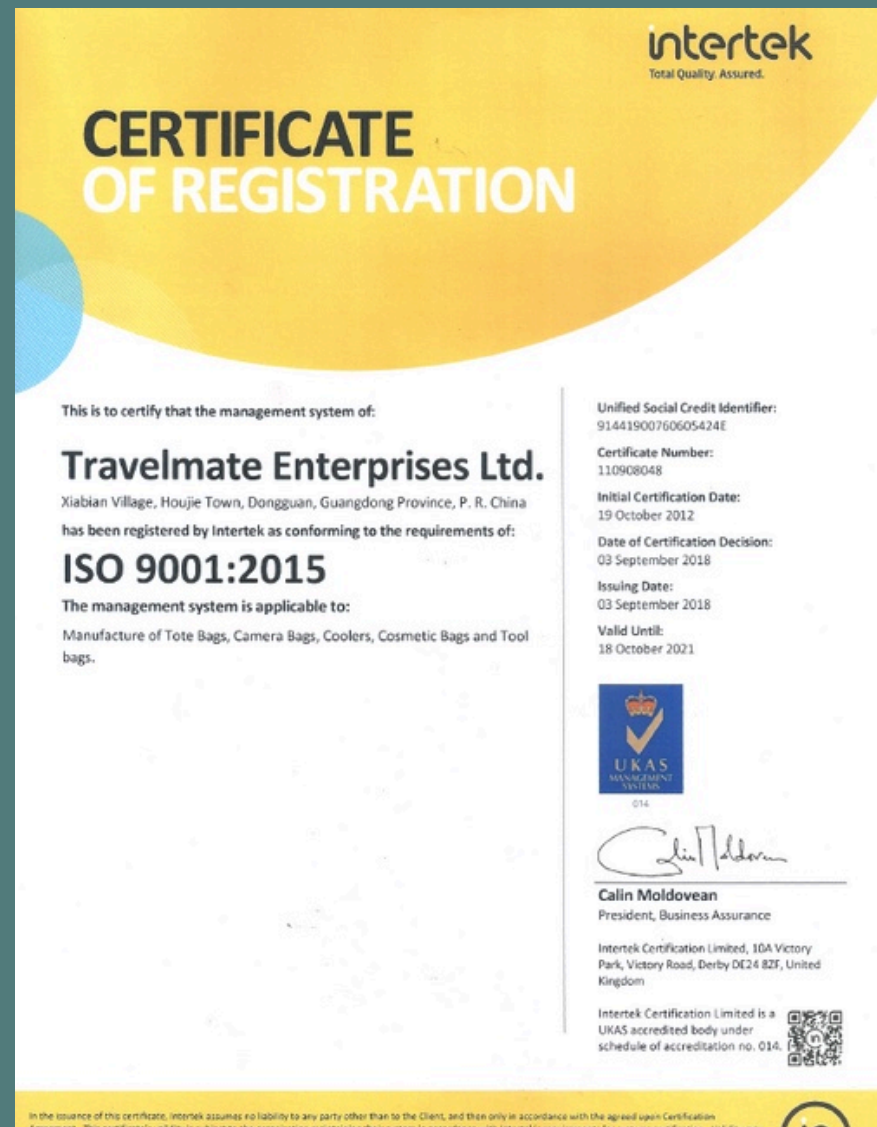 intertek
Total Quality. Assured.
CERTIFICATE
OF REGISTRATION
This is to certify that the management system of:
Travelmate Enterprises Ltd.
Xiabian Village, Houjie Town, Dongguan, Guangdong Province, P. R. China
has been registered by Intertek as conforming to the requirements of:
ISO 9001:2015
The management system is applicable to:
Manufacture of Tote Bags, Camera Bags, Coolers, Cosmetic Bags and Tool
bags.
Unified Social Credit Identifier:
91441900760605424E
Certificate Number:
110908048
Initial Certification Date:
19 October 2012
Date of Certification Decision:
03 September 2018
Issuing Date:
03 September 2018
Valid Until:
18 October 2021
UKAS
MANAGEMENT
SYSTEMS
014
Calin Moldovean
President, Business Assurance
Intertek Certification Limited, 10A Victory
Park, Victory Road, Derby DE24 8ZF, United
Kingdom
Intertek Certification Limited is a
UKAS accredited body under
schedule of accreditation no. 014.
In the issuance of this certificate, Intertek assumes no liability to any party other than to the Client, and then only in accordance with the agreed upon Certification